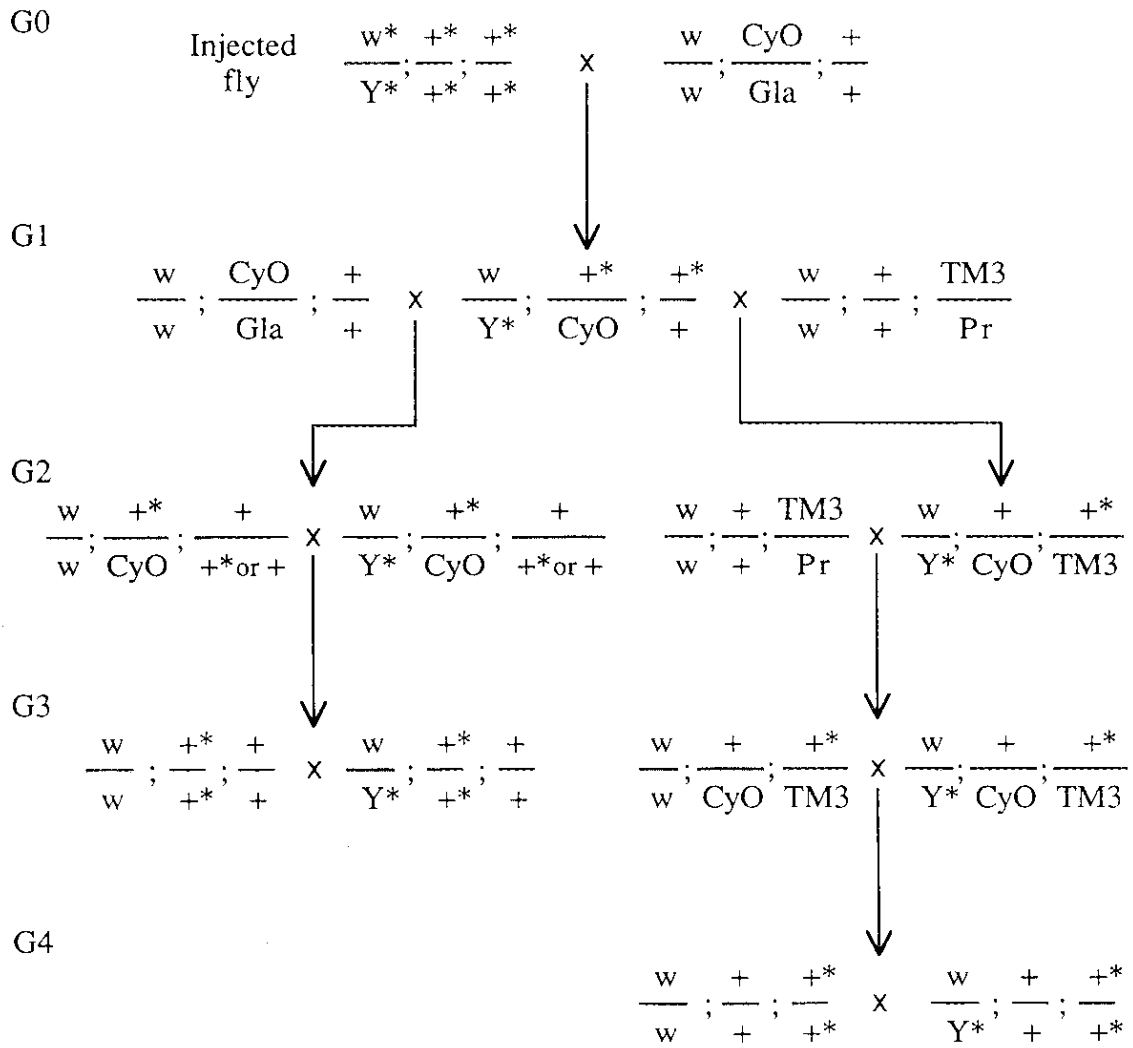 G0
Injected fly w*/Y* ; +*/+* ; +*/+* x w/w ; CyO/Gla ; +/+
G1
w/w ; CyO/Gla ; +/+ x w/Y* ; +*/CyO ; +*/+ x w/w ; +/+ ; TM3/Pr
G2
w/w ; +*/CyO ; +/+*or + x w/Y* ; +*/CyO ; +/+*or + w/w ; +/+ ; TM3/Pr x w/Y* ; +/CyO ; +*/TM3
G3
w/w ; +*/+* ; +/+ x w/Y* ; +*/+* ; +/+ w/w ; +/CyO ; +*/TM3 x w/Y* ; +/CyO ; +*/TM3
G4
w/w ; +/+ ; +*/+* x w/Y* ; +/+ ; +*/+*